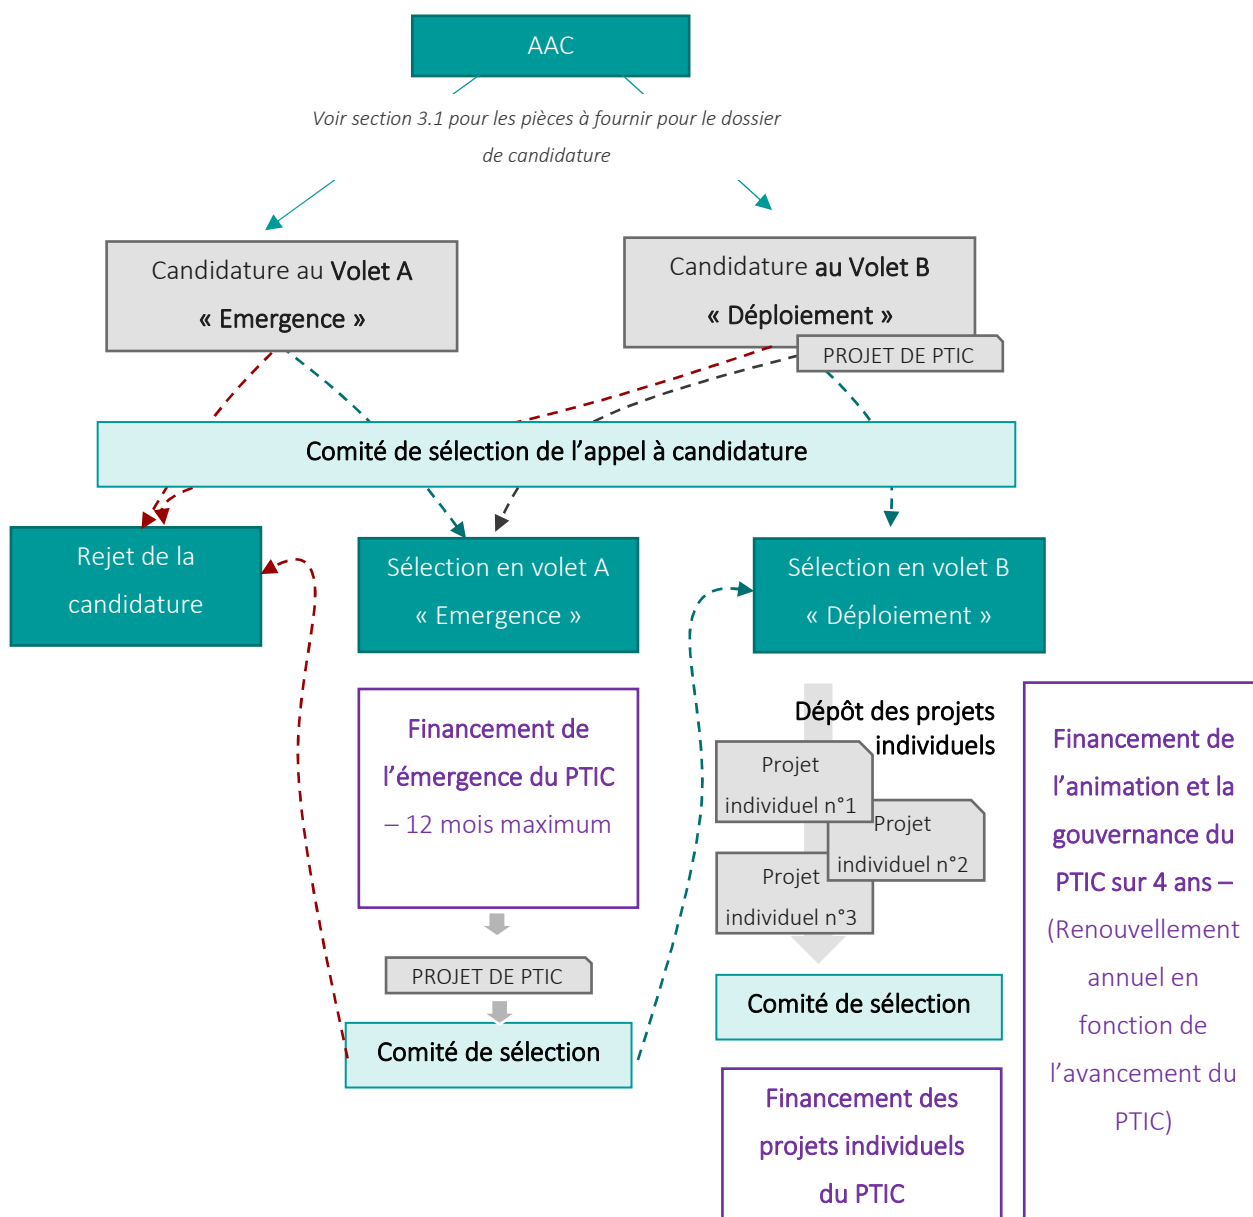 AAC
Voir section 3.1 pour les pièces à fournir pour le dossier
de candidature
Candidature au Volet A
« Emergence »
Candidature au Volet B
« Déploiement »
PROJET DE PTIC
Comité de sélection de l’appel à candidature
Rejet de la
candidature
Sélection en volet A
« Emergence »
Sélection en volet B
« Déploiement »
Financement de
l’émergence du PTIC
– 12 mois maximum
PROJET DE PTIC
Comité de sélection
Dépôt des projets
individuels
Projet
individuel n°1
Projet
individuel n°2
Projet
individuel n°3
Comité de sélection
Financement des
projets individuels
du PTIC
Financement de
l’animation et la
gouvernance du
PTIC sur 4 ans –
(Renouvellement
annuel en
fonction de
l’avancement du
PTIC)